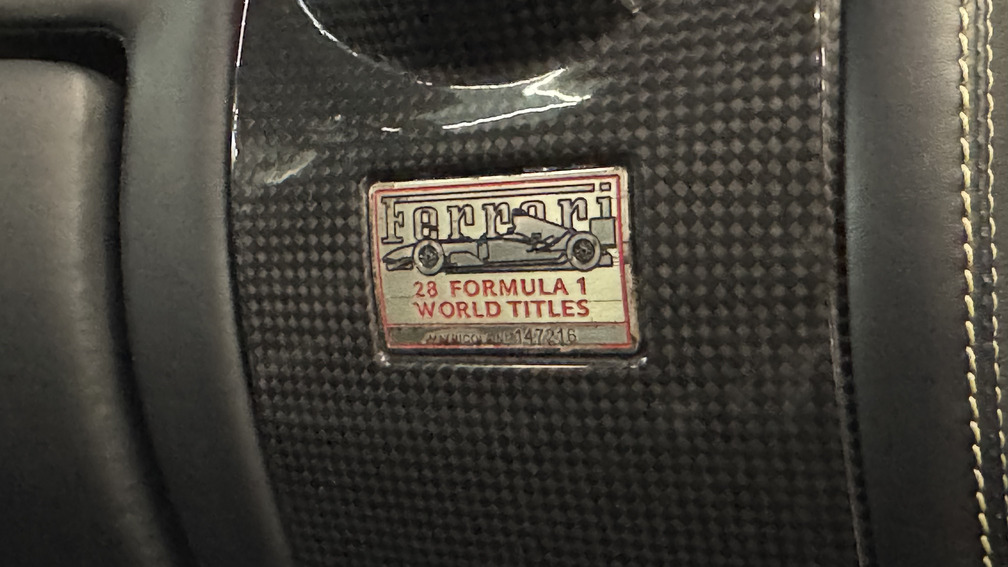 Ferrari
28 FORMULA 1
WORLD TITLES
147216